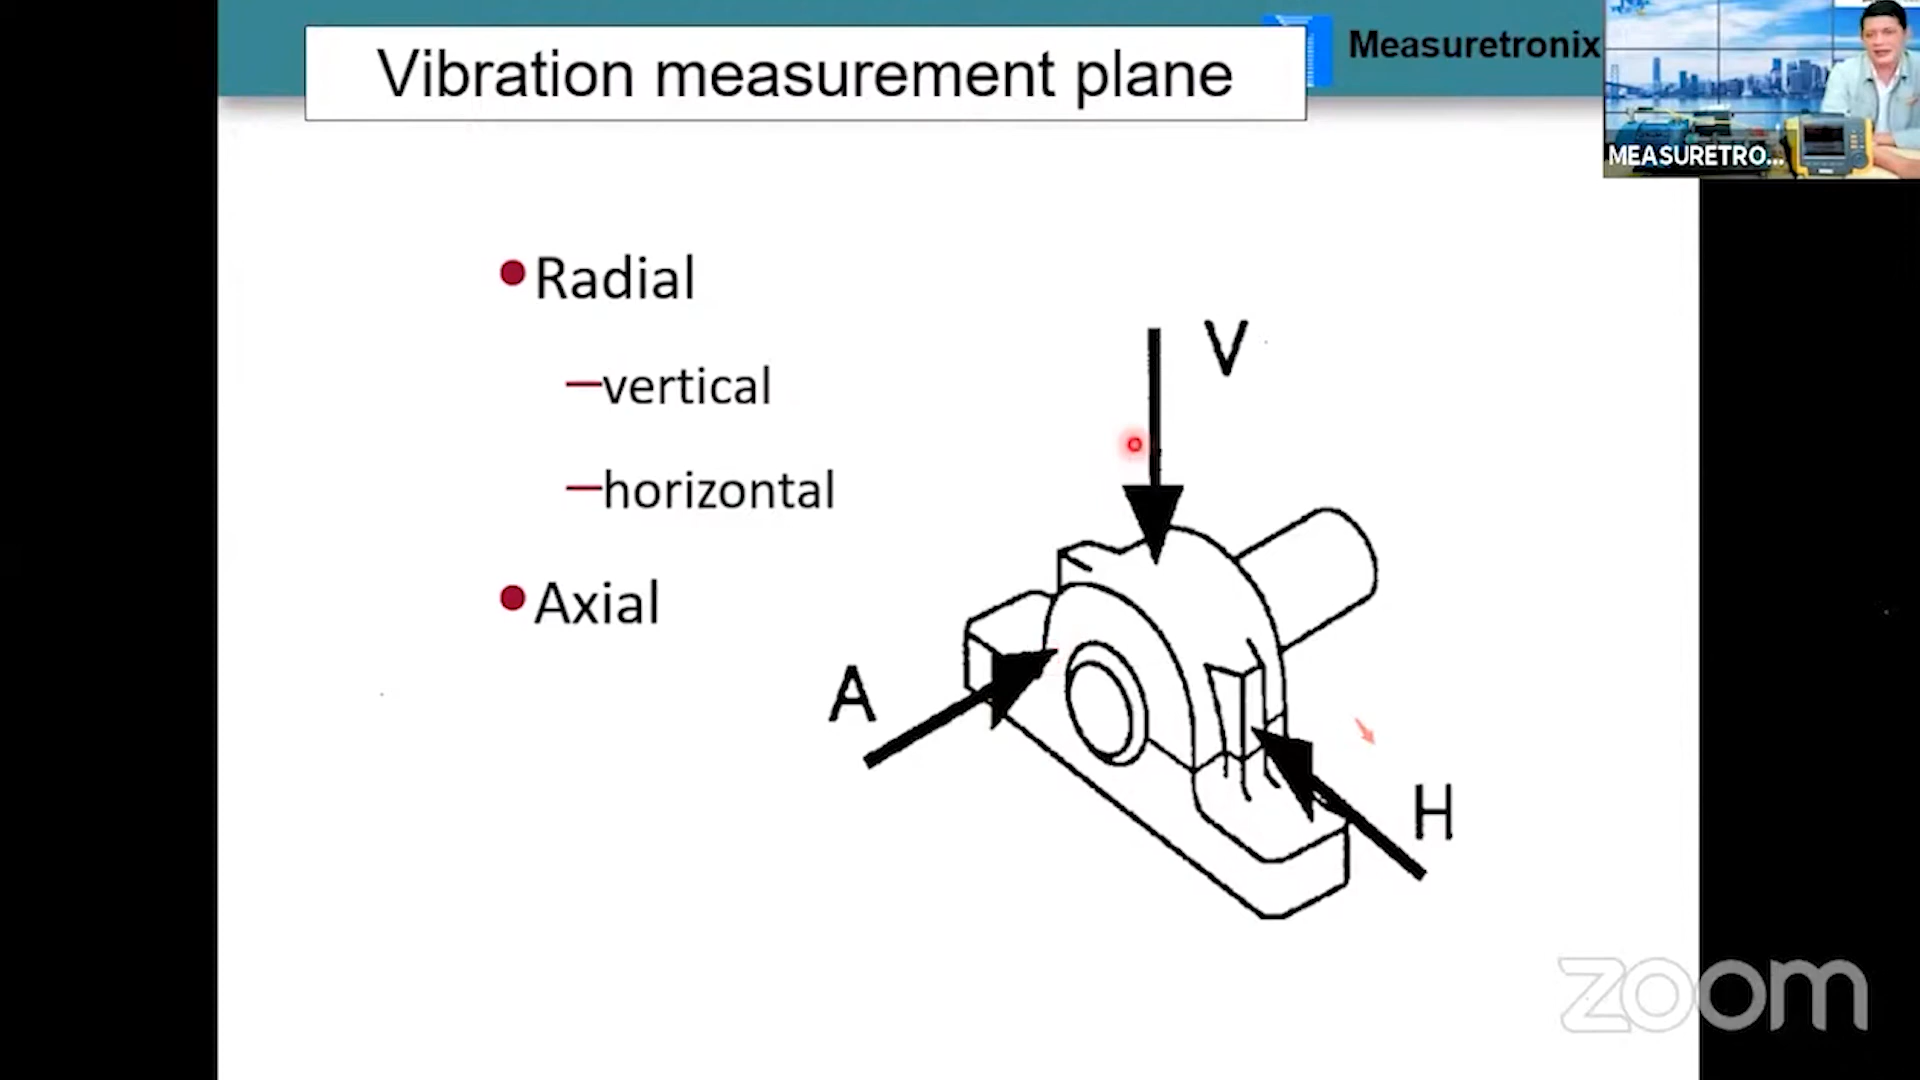 Vibration measurement plane
Measuretronix
MEASURETRO...
Radial
—vertical
—horizontal
Axial
V
A
H
zoom